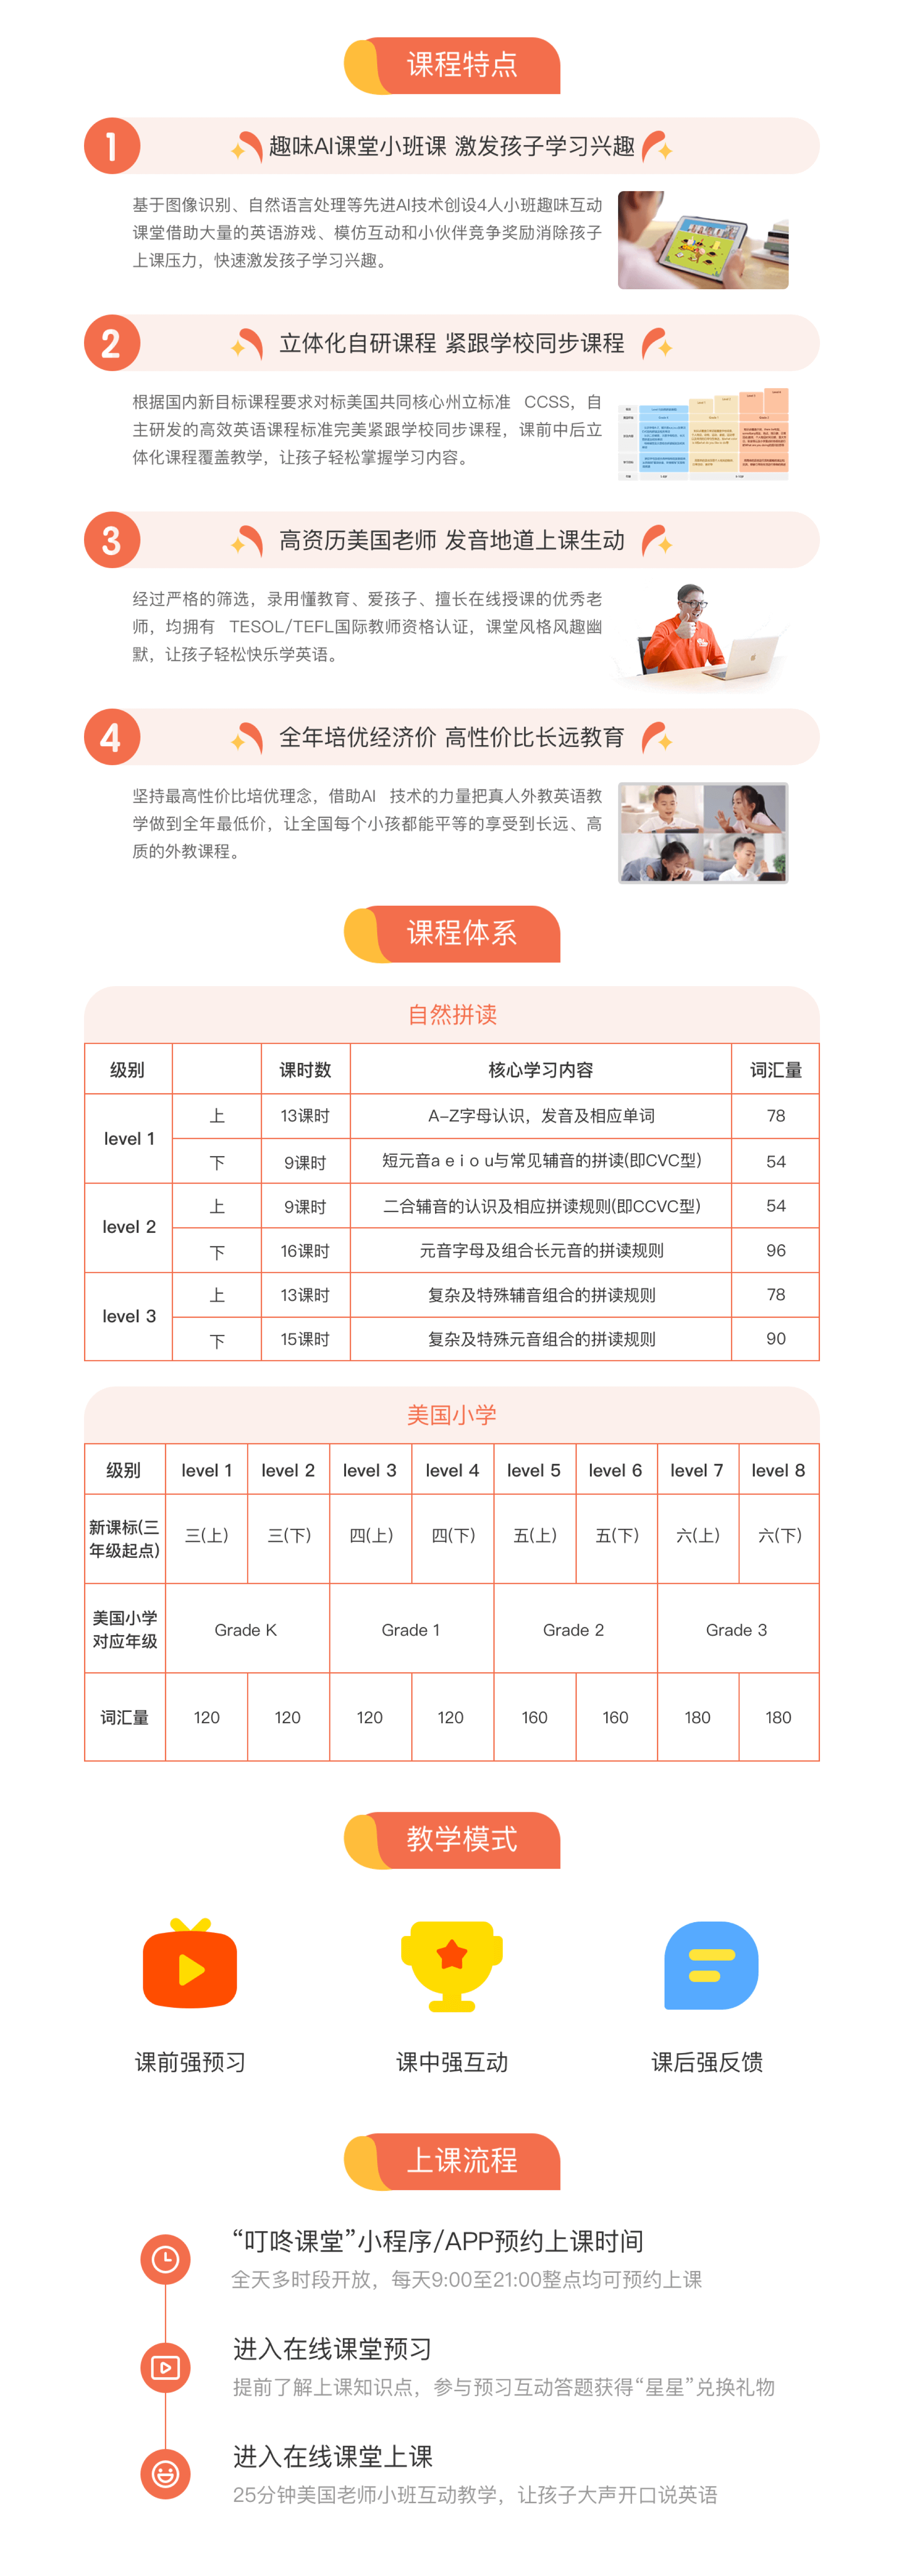 课程特点
1
趣味AI课堂小班课 激发孩子学习兴趣
基于图像识别、自然语言处理等先进AI技术创设4人小班趣味互动
课堂借助大量的英语游戏、模仿互动和小伙伴竞争奖励消除孩子
上课压力，快速激发孩子学习兴趣。
2
立体化自研课程 紧跟学校同步课程
根据国内新目标课程要求对标美国共同核心州立标准 CCSS，自
主研发的高效英语课程标准完美紧跟学校同步课程，课前中后立
体化课程覆盖教学，让孩子轻松掌握学习内容。
3
高资历美国老师 发音地道上课生动
经过严格的筛选，录用懂教育、爱孩子、擅长在线授课的优秀老
师，均拥有 TESOL/TEFL国际教师资格认证，课堂风格风趣幽
默，让孩子轻松快乐学英语。
4
全年培优经济价 高性价比长远教育
坚持最高性价比培优理念，借助AI 技术的力量把真人外教英语教
学做到全年最低价，让全国每个小孩都能平等的享受到长远、高
质的外教课程。
课程体系
自然拼读
级别 课时数 核心学习内容 词汇量
level 1 上 13课时 A-Z字母认识，发音及相应单词 78
下 9课时 短元音a e i o u与常见辅音的拼读(即CVC型) 54
level 2 上 9课时 二合辅音的认识及相应拼读规则(即CCVC型) 54
下 16课时 元音字母及组合长元音的拼读规则 96
level 3 上 13课时 复杂及特殊辅音组合的拼读规则 78
下 15课时 复杂及特殊元音组合的拼读规则 90
美国小学
级别 level 1 level 2 level 3 level 4 level 5 level 6 level 7 level 8
新课标(三
年级起点) 三(上) 三(下) 四(上) 四(下) 五(上) 五(下) 六(上) 六(下)
美国小学
对应年级 Grade K Grade 1 Grade 2 Grade 3
词汇量 120 120 120 120 160 160 180 180
教学模式
课前强预习 课中强互动 课后强反馈
上课流程
“叮咚课堂”小程序/APP预约上课时间
全天多时段开放，每天9:00至21:00整点均可预约上课
进入在线课堂预习
提前了解上课知识点，参与预习互动答题获得“星星”兑换礼物
进入在线课堂上课
25分钟美国老师小班互动教学，让孩子大声开口说英语